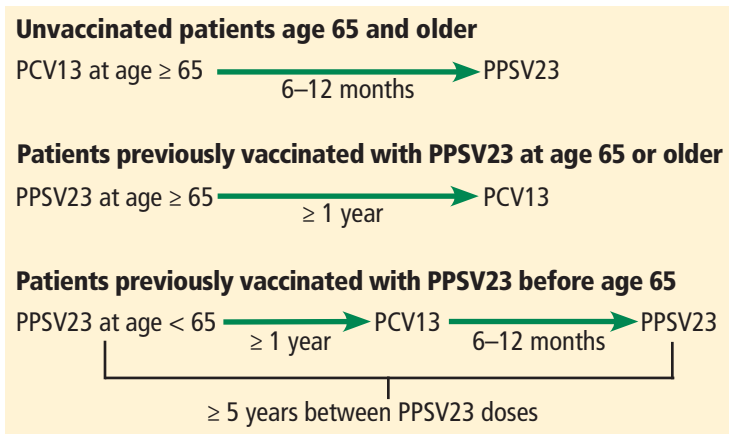 Unvaccinated patients age 65 and older
PCV13 at age ≥ 65 PPSV23
6–12 months
Patients previously vaccinated with PPSV23 at age 65 or older
PPSV23 at age ≥ 65 PCV13
≥ 1 year
Patients previously vaccinated with PPSV23 before age 65
PPSV23 at age < 65 PCV13 PPSV23
≥ 1 year 6–12 months
≥ 5 years between PPSV23 doses